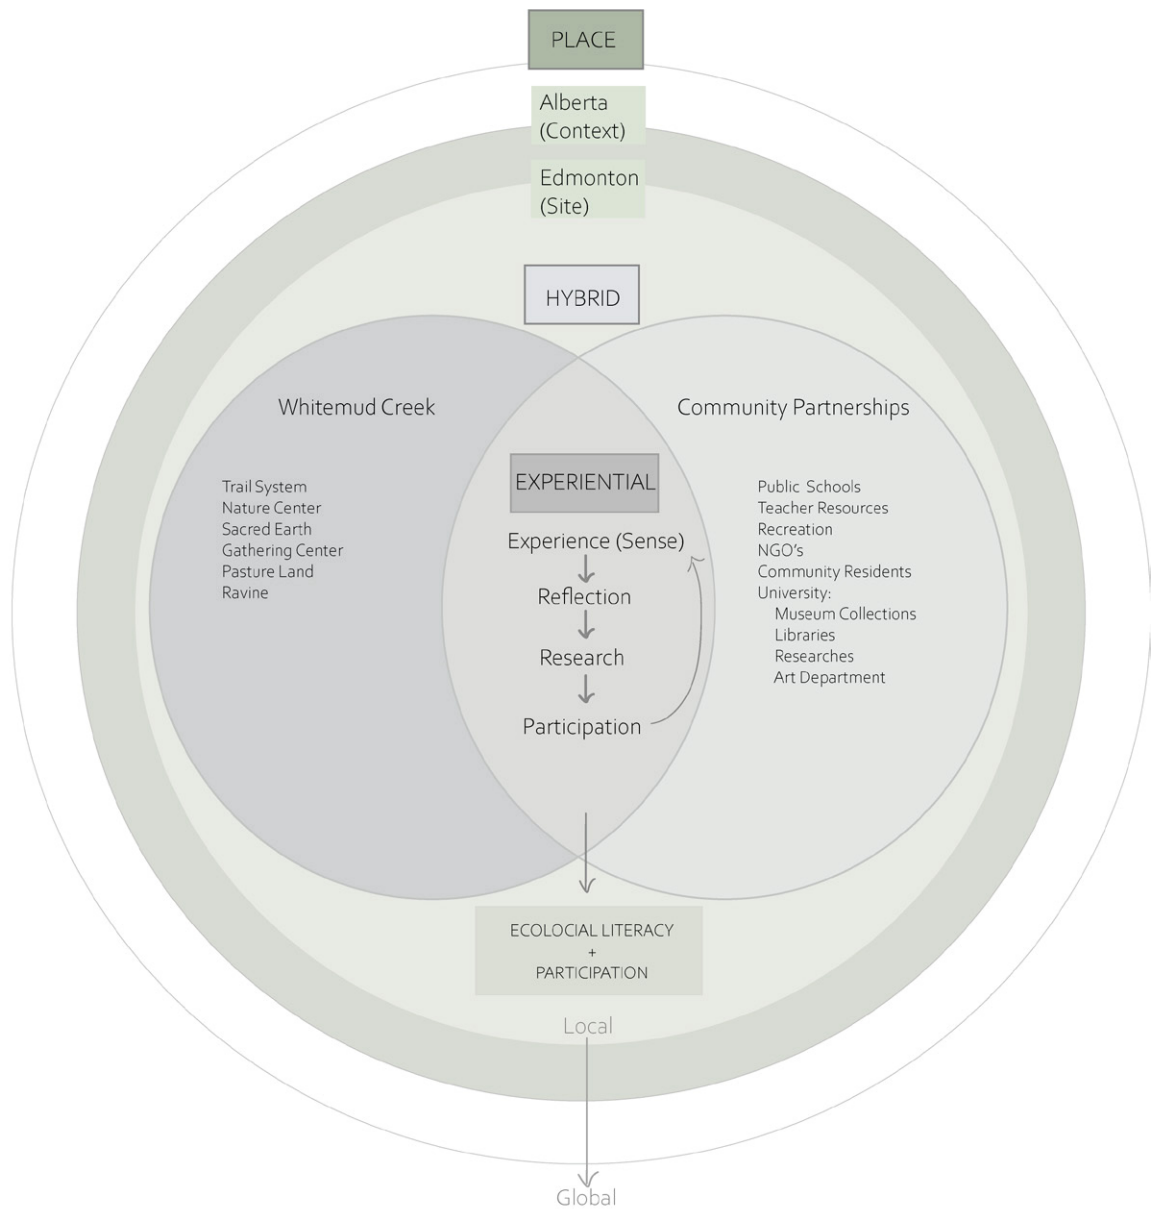 PLACE
Alberta
(Context)
Edmonton
(Site)
HYBRID
Whitemud Creek
Trail System
Nature Center
Sacred Earth
Gathering Center
Pasture Land
Ravine
EXPERIENTIAL
Experience (Sense)
Reflection
Research
Participation
Community Partnerships
Public Schools
Teacher Resources
Recreation
NGO's
Community Residents
University:
Museum Collections
Libraries
Researches
Art Department
ECOLOCIAL LITERACY
+
PARTICIPATION
Local
Global